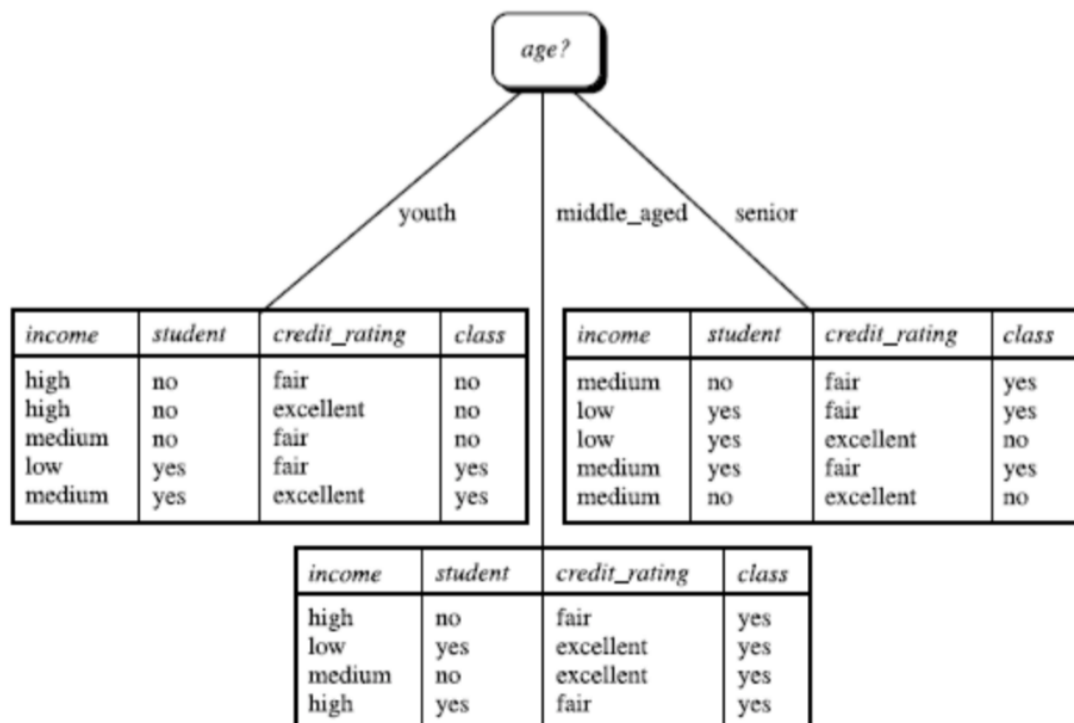 age?
youth
middle_aged
senior
income student credit_rating class
high no fair no
high no excellent no
medium no fair no
low yes fair yes
medium yes excellent yes
income student credit_rating class
medium no fair yes
low yes fair yes
low yes excellent no
medium yes fair yes
medium no excellent no
income student credit_rating class
high no fair yes
low yes excellent yes
medium no excellent yes
high yes fair yes